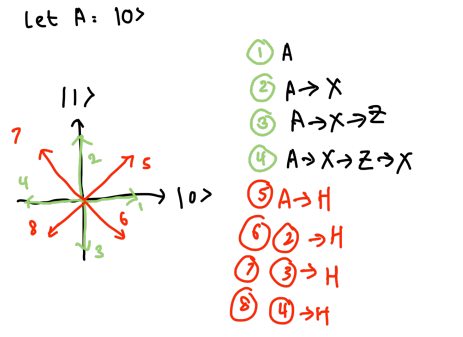 Let A: |0>
|1>
7
2
5
4
1
|0>
8
6
3
① A
② A→X
③ A→X→Z
④ A→X→Z→X
⑤ A→H
⑥ ② →H
⑦ ③→H
⑧ ④→H